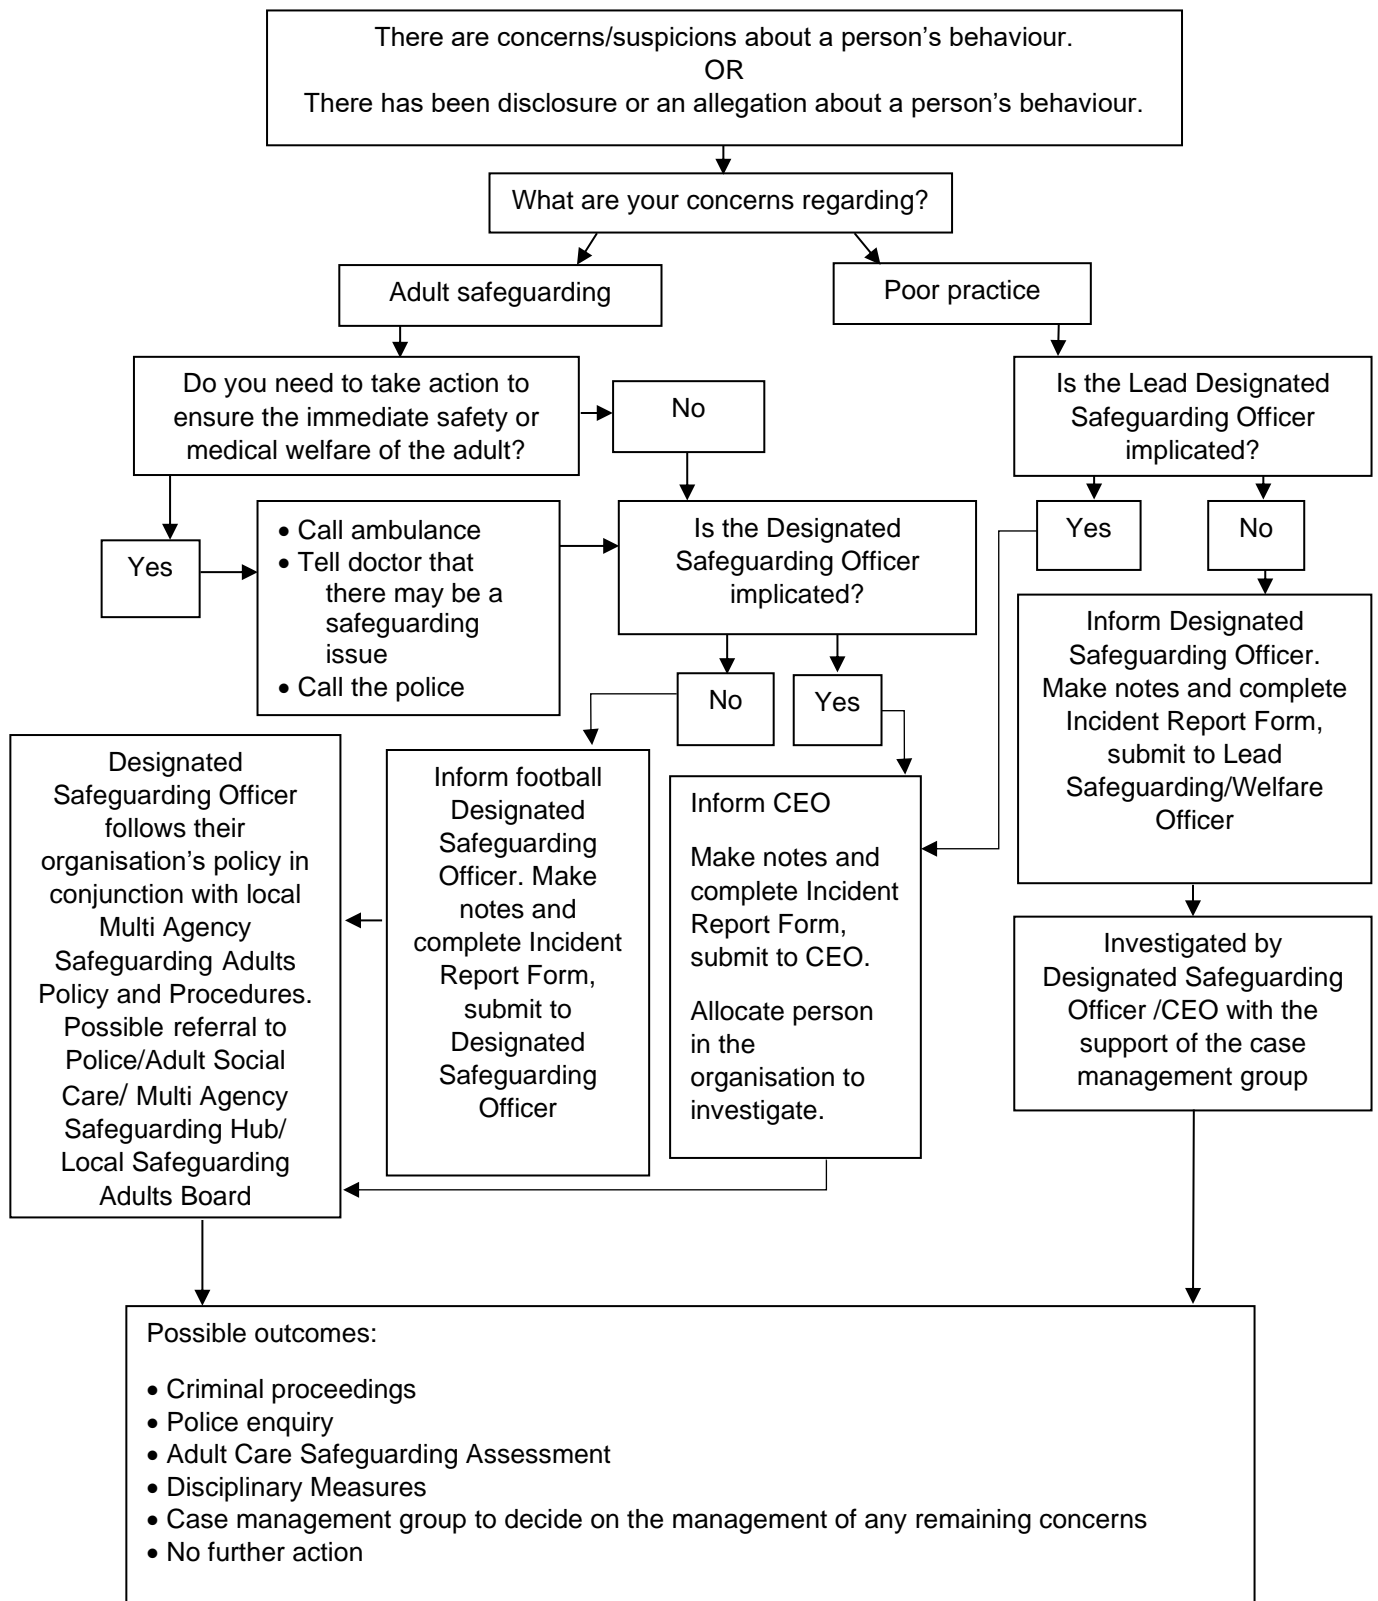 There are concerns/suspicions about a person’s behaviour.
OR
There has been disclosure or an allegation about a person’s behaviour.
What are your concerns regarding?
Adult safeguarding
Poor practice
Do you need to take action to
ensure the immediate safety or
medical welfare of the adult?
No
Is the Lead Designated
Safeguarding Officer
implicated?
Yes
• Call ambulance
• Tell doctor that
there may be a
safeguarding
issue
• Call the police
Is the Designated
Safeguarding Officer
implicated?
Yes
No
No
Yes
Inform Designated
Safeguarding Officer.
Make notes and complete
Incident Report Form,
submit to Lead
Safeguarding/Welfare
Officer
Designated
Safeguarding Officer
follows their
organisation’s policy in
conjunction with local
Multi Agency
Safeguarding Adults
Policy and Procedures.
Possible referral to
Police/Adult Social
Care/ Multi Agency
Safeguarding Hub/
Local Safeguarding
Adults Board
Inform football
Designated
Safeguarding
Officer. Make
notes and
complete Incident
Report Form,
submit to
Designated
Safeguarding
Officer
Inform CEO
Make notes and
complete Incident
Report Form,
submit to CEO.
Allocate person
in the
organisation to
investigate.
Investigated by
Designated Safeguarding
Officer /CEO with the
support of the case
management group
Possible outcomes:
• Criminal proceedings
• Police enquiry
• Adult Care Safeguarding Assessment
• Disciplinary Measures
• Case management group to decide on the management of any remaining concerns
• No further action